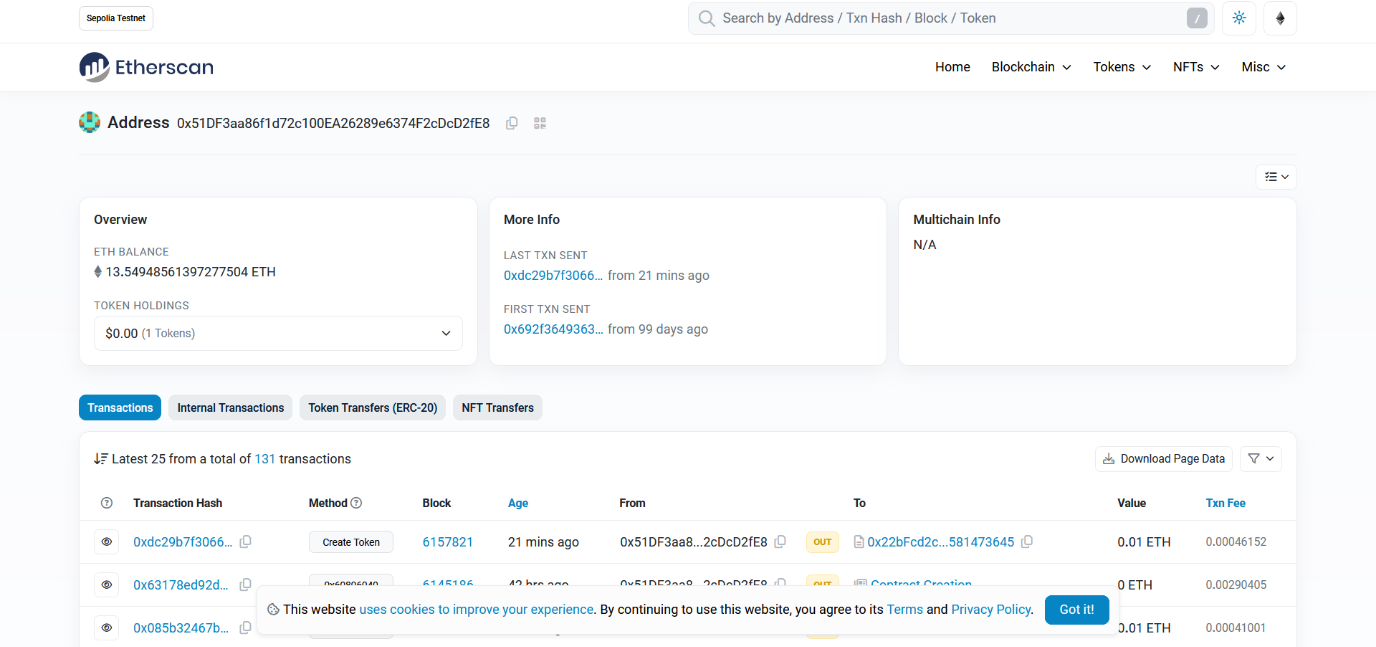 Sepolia Testnet
Search by Address / Txn Hash / Block / Token
/
Etherscan
Home Blockchain Tokens NFTs Misc
Address 0x51DF3aa86f1d72c100EA26289e6374F2cDcD2fE8
Overview
ETH BALANCE
13.54948561397277504 ETH
TOKEN HOLDINGS
$0.00 (1 Tokens)
More Info
LAST TXN SENT
0xdc29b7f3066... from 21 mins ago
FIRST TXN SENT
0x692f3649363... from 99 days ago
Multichain Info
N/A
Transactions Internal Transactions Token Transfers (ERC-20) NFT Transfers
Latest 25 from a total of 131 transactions
Download Page Data
Transaction Hash Method Block Age From To Value Txn Fee
0xdc29b7f3066... Create Token 6157821 21 mins ago 0x51DF3aa8...2cDcD2fE8 OUT 0x22bFcd2c...581473645 0.01 ETH 0.00046152
0x63178ed92d... 6145186 42 hrs ago 0x51DF3aa8...2cDcD2fE8 OUT Contract Creation 0 ETH 0.00290405
This website uses cookies to improve your experience. By continuing to use this website, you agree to its Terms and Privacy Policy. Got it!
0x085b32467b... 0.01 ETH 0.00041001